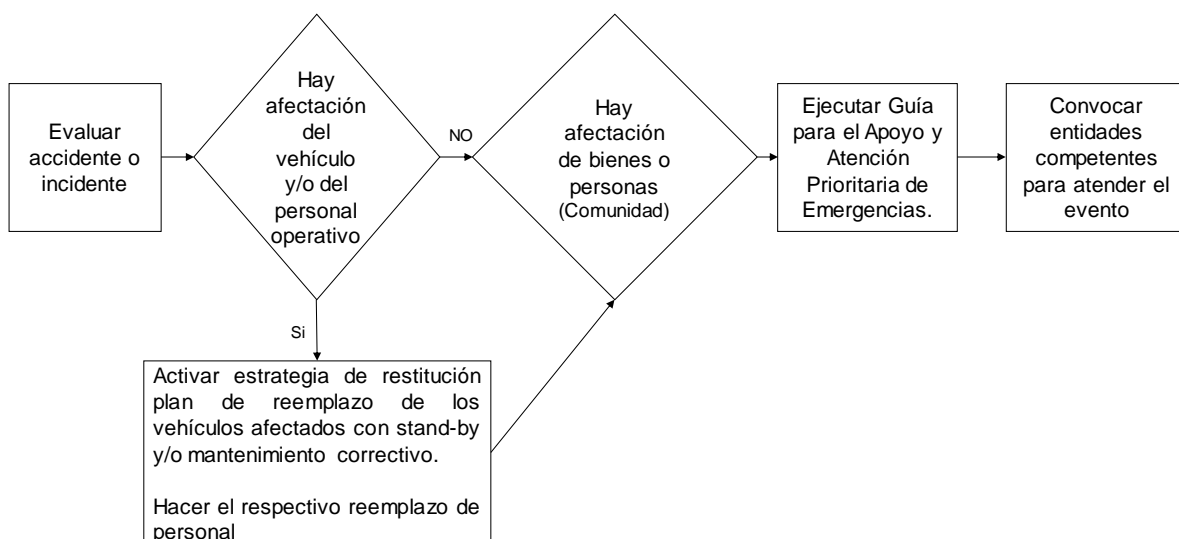 Evaluar
accidente o
incidente
Hay
afectación
del
vehículo
y/o del
personal
operativo
NO
Si
Hay
afectación
de bienes o
personas
(Comunidad)
Ejecutar Guía
para el Apoyo y
Atención
Prioritaria de
Emergencias.
Convocar
entidades
competentes
para atender el
evento
Activar estrategia de restitución
plan de reemplazo de los
vehículos afectados con stand-by
y/o mantenimiento correctivo.
Hacer el respectivo reemplazo de
personal